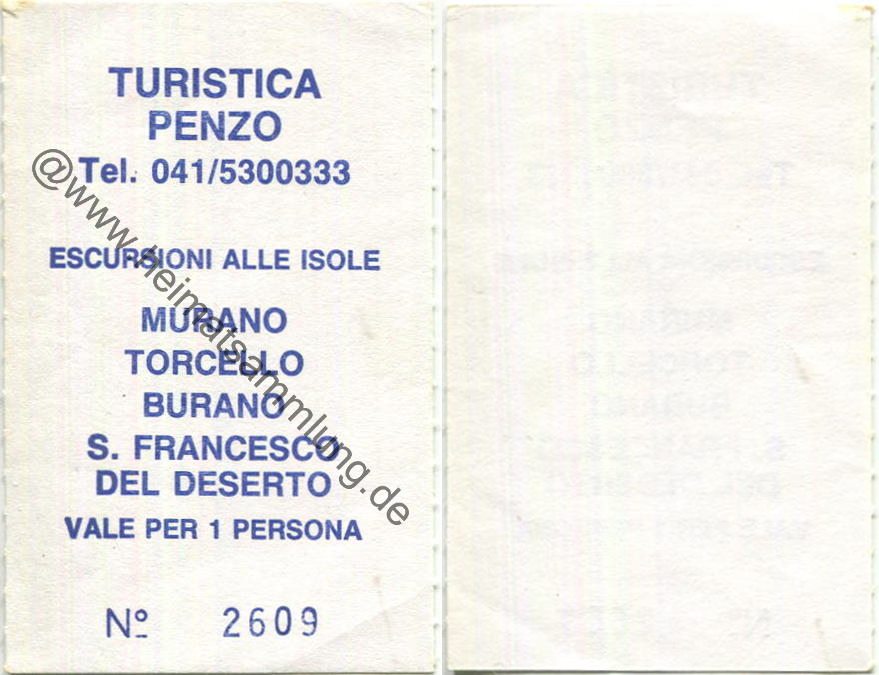 TURISTICA
PENZO
Tel. 041/5300333
ESCURSIONI ALLE ISOLE
MURANO
TORCELLO
BURANO
S. FRANCESCO
DEL DESERTO
VALE PER 1 PERSONA
Nº 2609
@www.heimatsammlung.de